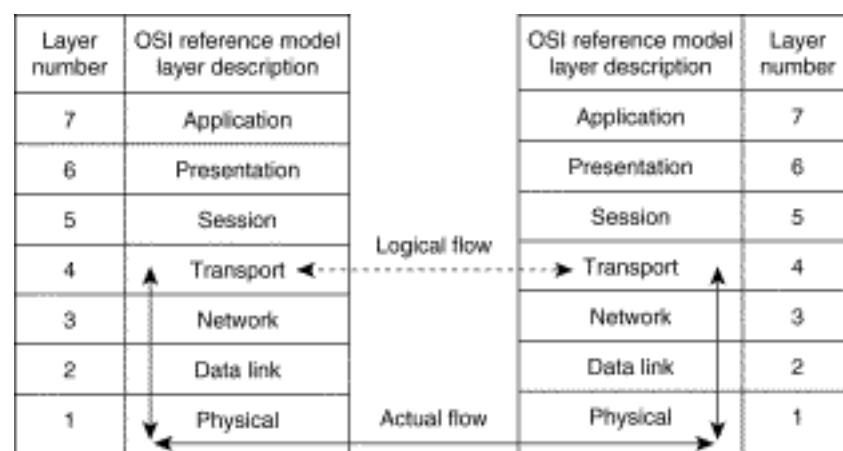 Layer number OSI reference model layer description OSI reference model layer description Layer number
7 Application Application 7
6 Presentation Presentation 6
5 Session Session 5
Logical flow
4 Transport Transport 4
3 Network Network 3
2 Data link Data link 2
1 Physical Actual flow Physical 1